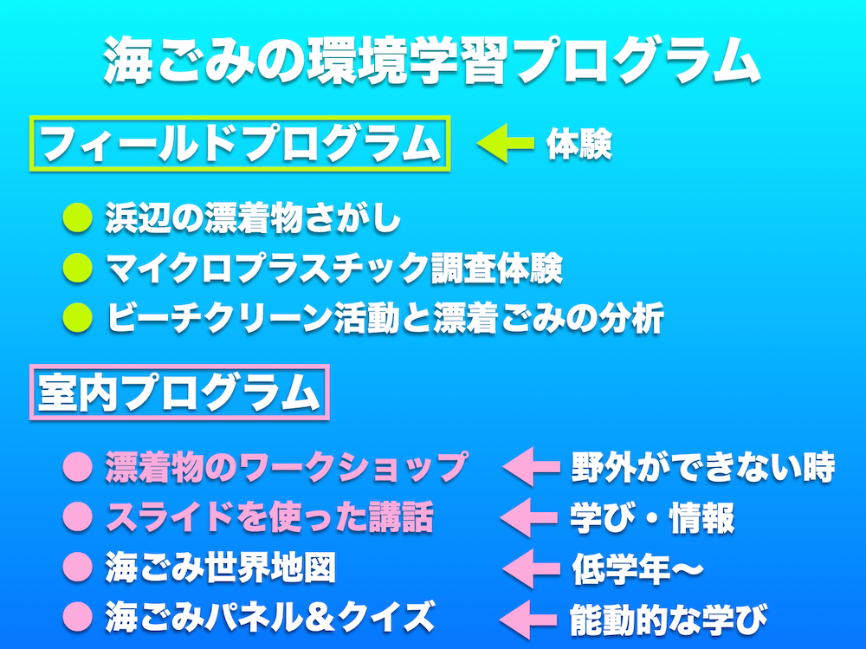 海ごみの環境学習プログラム
フィールドプログラム 体験
浜辺の漂着物さがし
マイクロプラスチック調査体験
ビーチクリーン活動と漂着ごみの分析
室内プログラム
漂着物のワークショップ 野外ができない時
スライドを使った講話 学び・情報
海ごみ世界地図 低学年〜
海ごみパネル&クイズ 能動的な学び